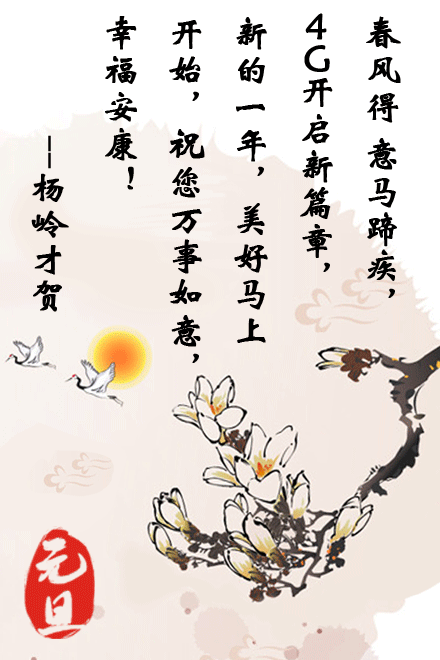 春风得意马蹄疾，
4G开启新篇章，
新的一年，美好马上
开始，祝您万事如意，
幸福安康！
—杨岭才贺
元旦